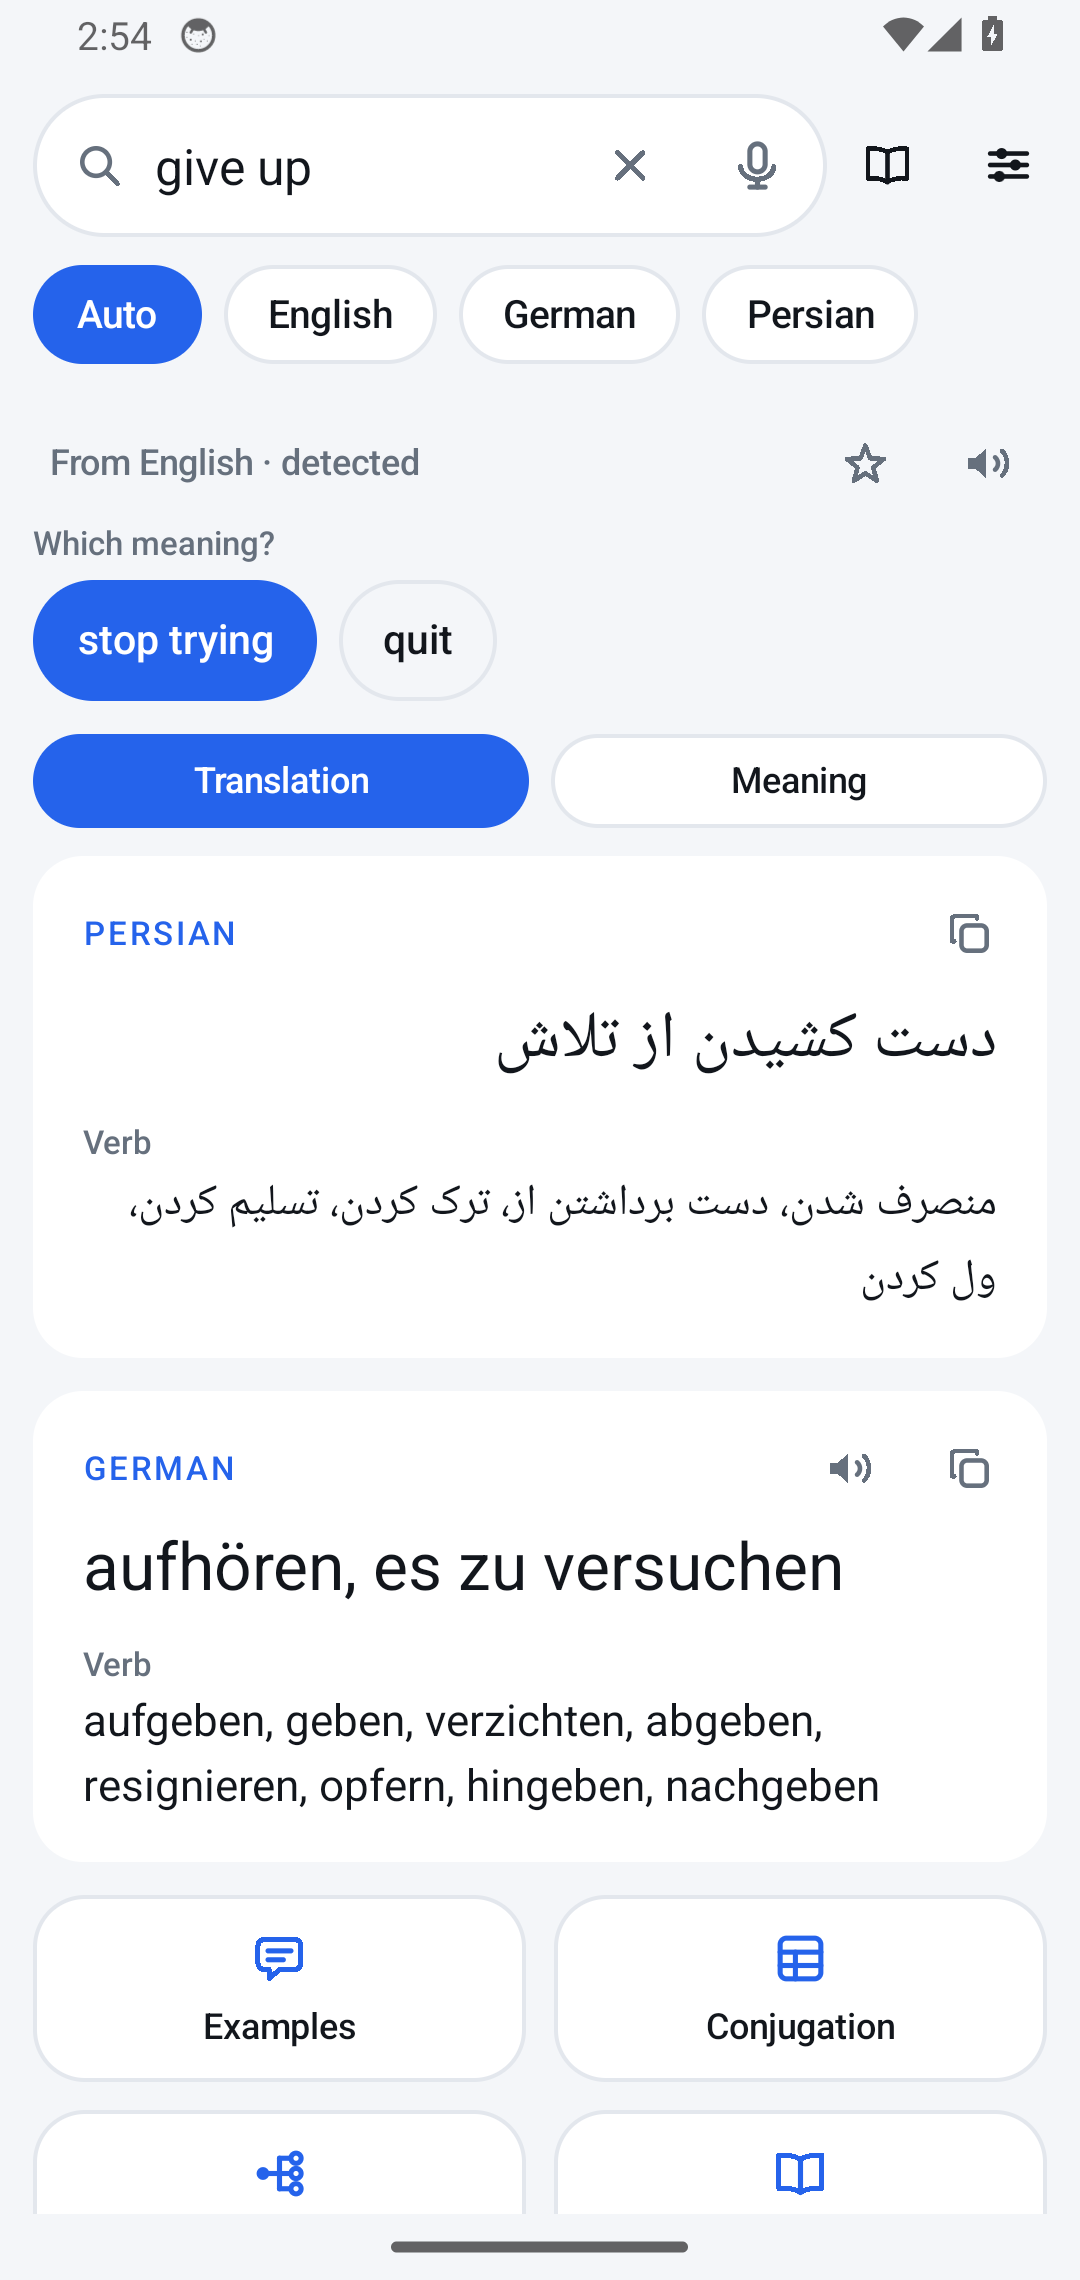 2:54
give up
Auto
English
German
Persian
From English · detected
Which meaning?
stop trying
quit
Translation
Meaning
PERSIAN
دست کشیدن از تلاش
Verb
منصرف شدن، دست برداشتن از، ترک کردن، تسلیم کردن،
ول کردن
GERMAN
aufhören, es zu versuchen
Verb
aufgeben, geben, verzichten, abgeben,
resignieren, opfern, hingeben, nachgeben
Examples
Conjugation